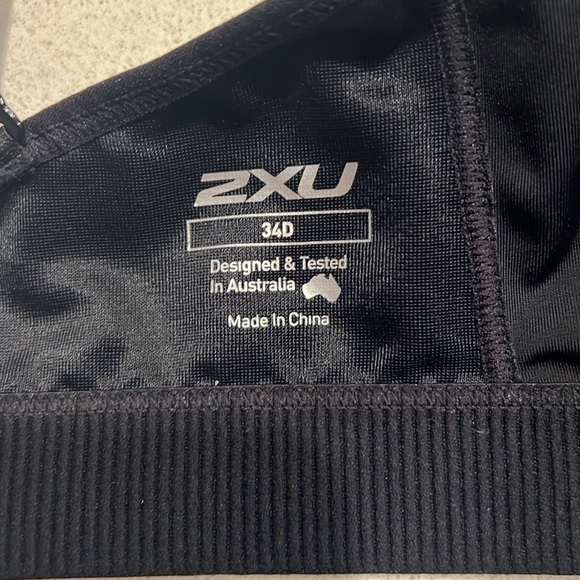 2XU
34D
Designed & Tested
In Australia
Made In China